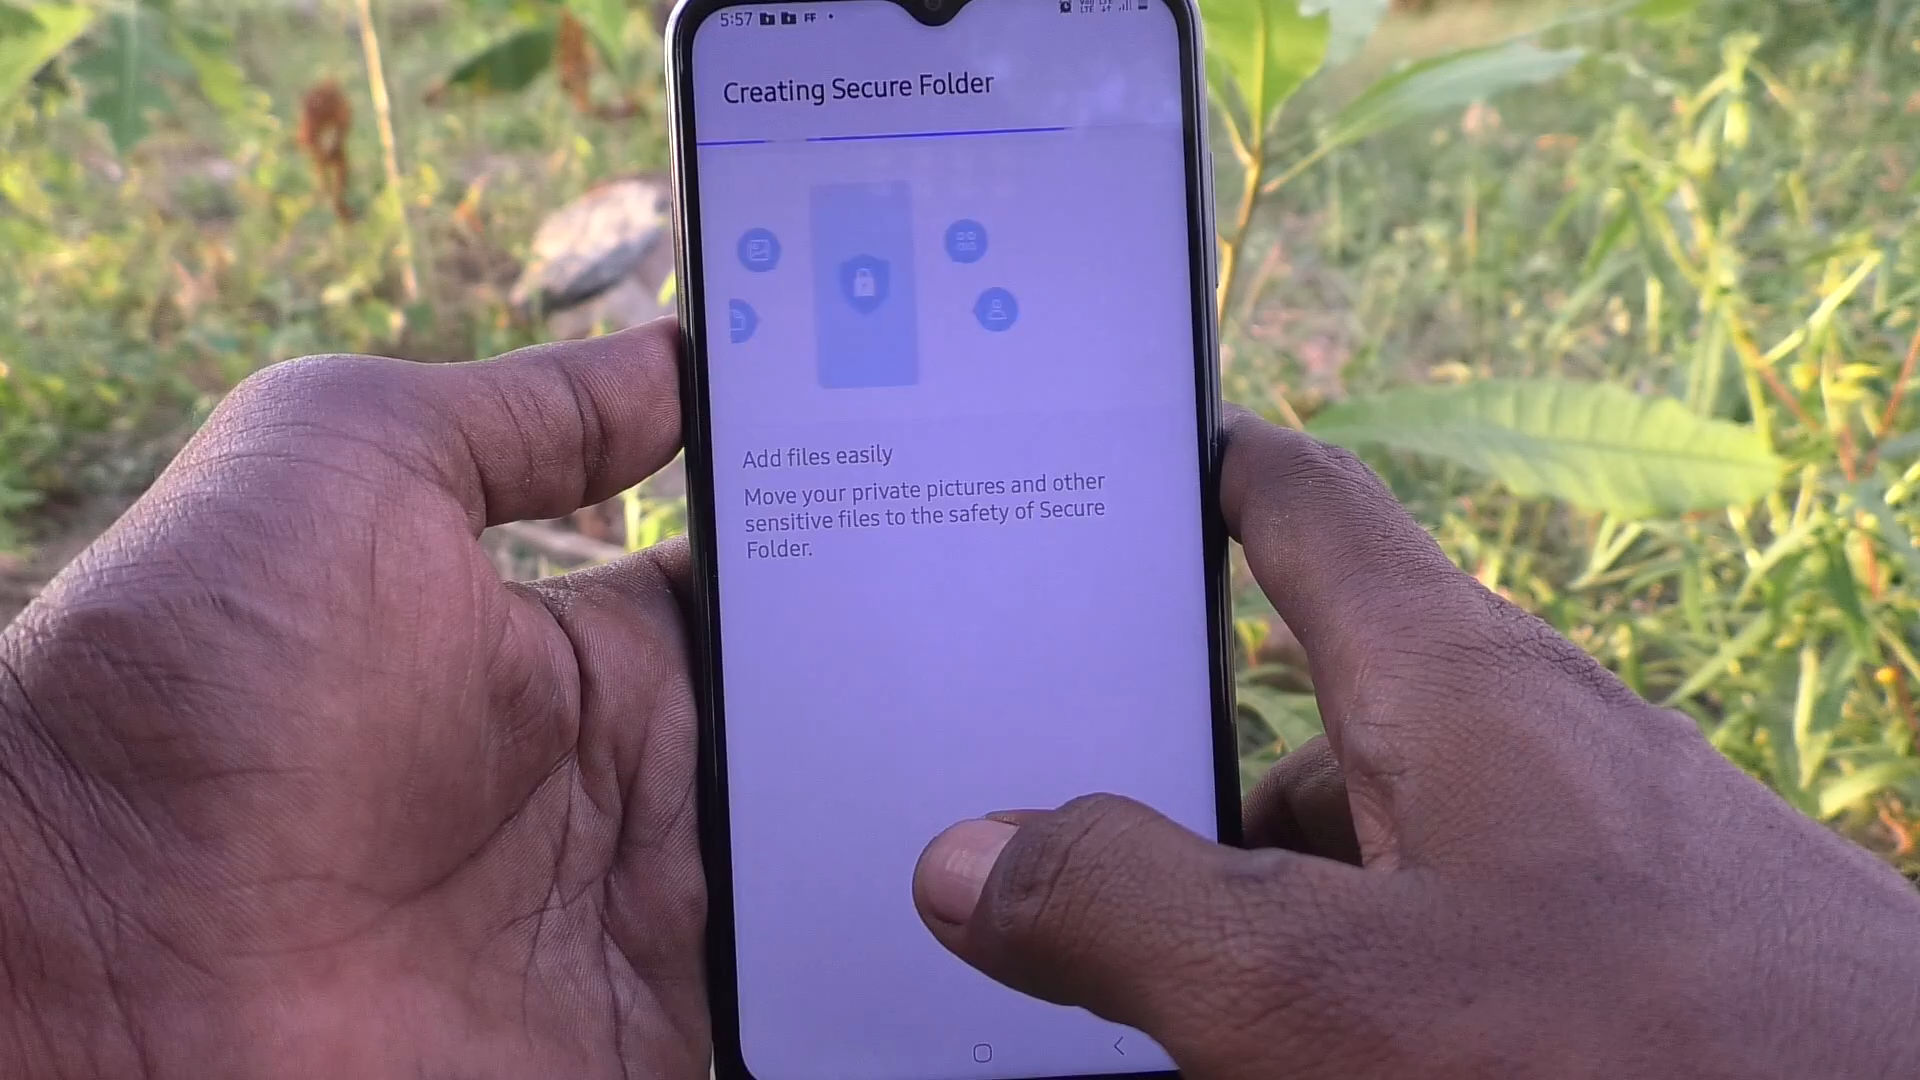 5:57 FF
Creating Secure Folder
Add files easily
Move your private pictures and other
sensitive files to the safety of Secure
Folder.